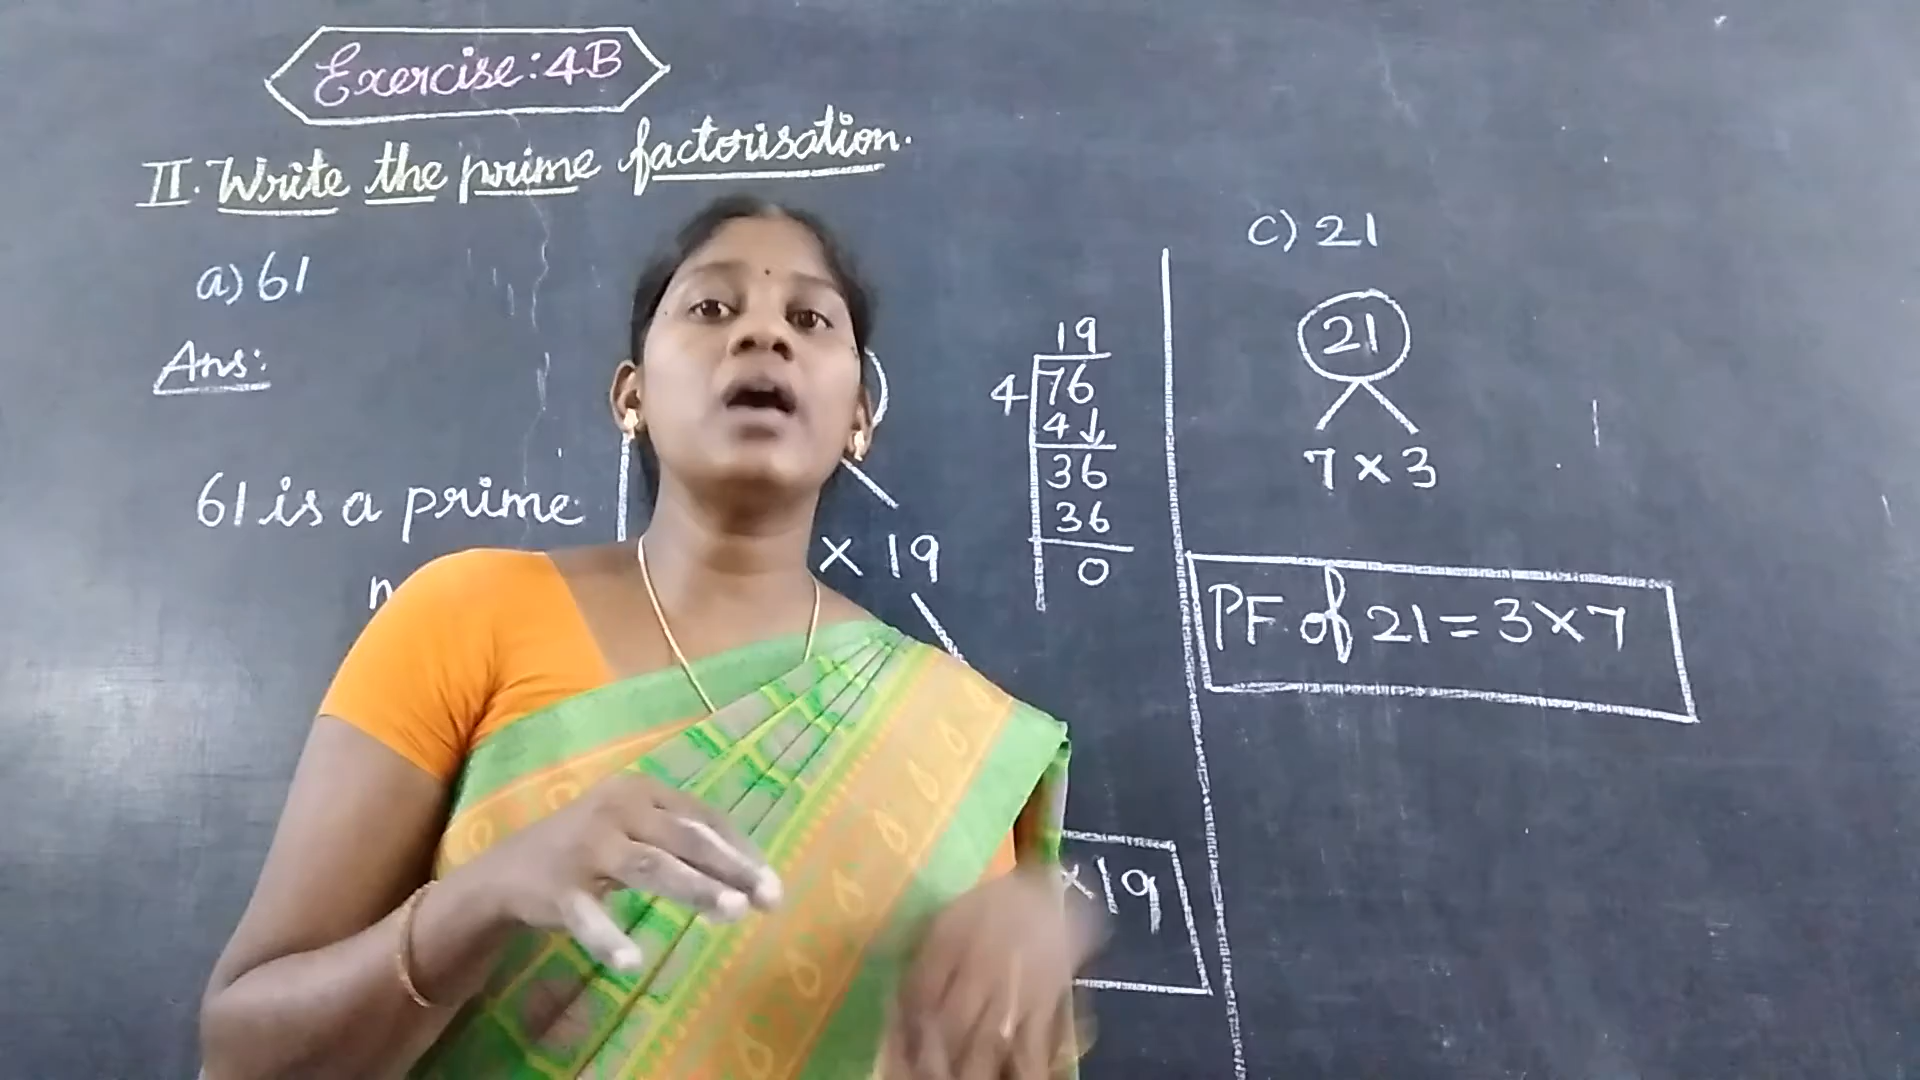 Exercise: 4B
II. Write the prime factorisation.
a) 61
Ans:
61 is a prime
× 19
19
4 76
4
36
36
0
×19
c) 21
21
7 × 3
PF of 21 = 3 × 7